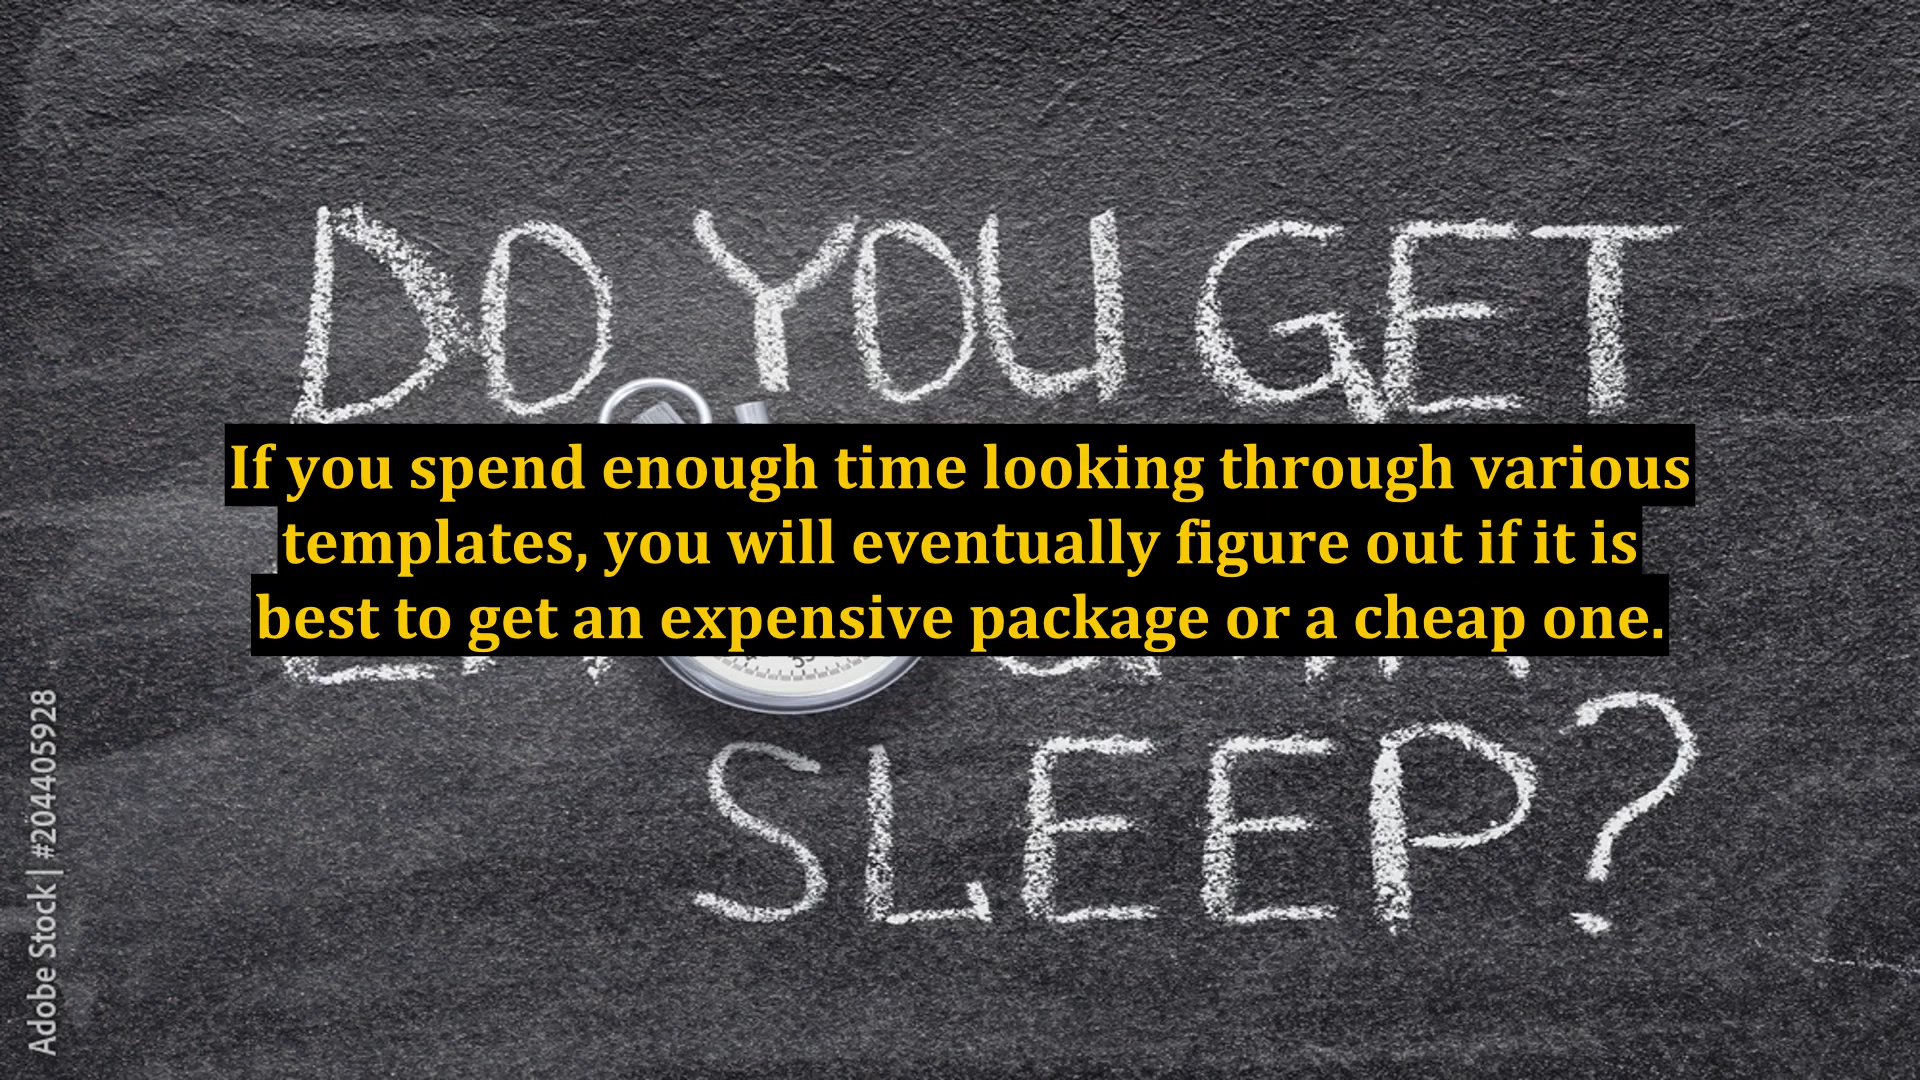 DO YOU GET
If you spend enough time looking through various
templates, you will eventually figure out if it is
best to get an expensive package or a cheap one.
SLEEP?
Adobe Stock | #204405928